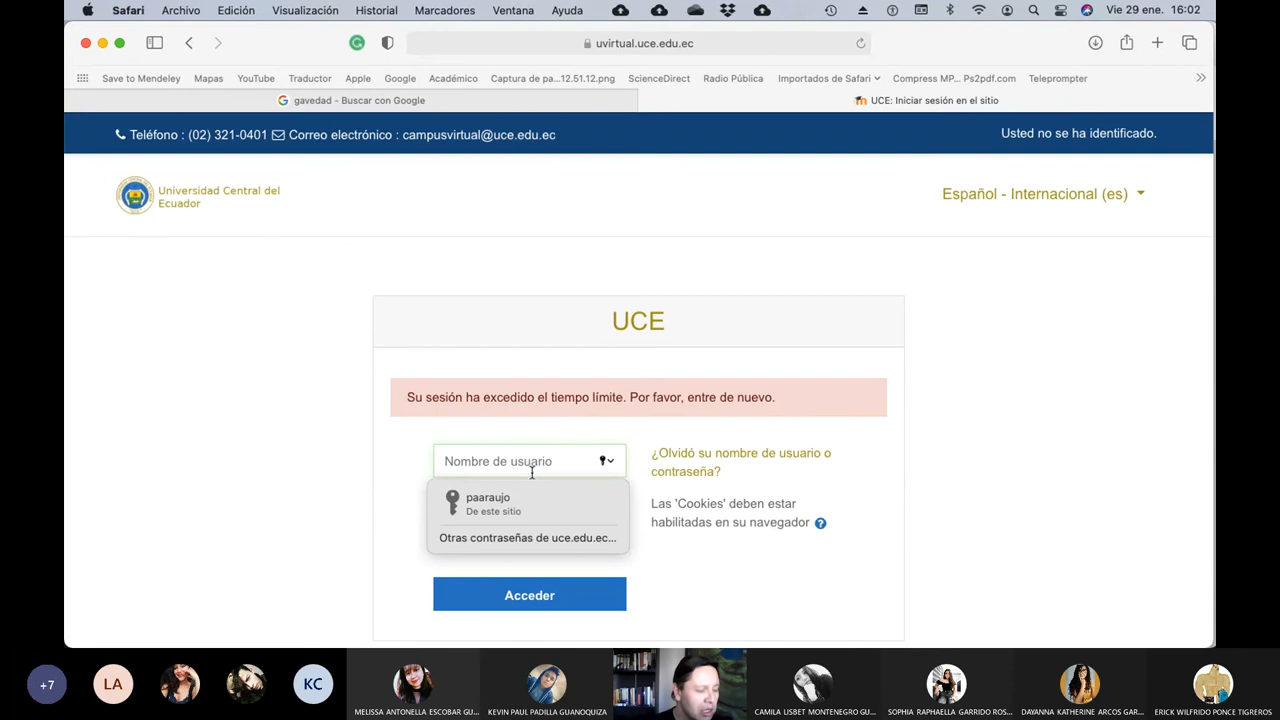 Safari Archivo Edición Visualización Historial Marcadores Ventana Ayuda Vie 29 ene. 16:02
uvirtual.uce.edu.ec
Save to Mendeley Mapas YouTube Traductor Apple Google Académico Captura de pa...12.51.12.png ScienceDirect Radio Pública Importados de Safari Compress MP... Ps2pdf.com Teleprompter
gavedad - Buscar con Google
UCE: Iniciar sesión en el sitio
Teléfono : (02) 321-0401 Correo electrónico : campusvirtual@uce.edu.ec
Usted no se ha identificado.
Universidad Central del
Ecuador
Español - Internacional (es)
UCE
Su sesión ha excedido el tiempo límite. Por favor, entre de nuevo.
Nombre de usuario
paaraujo
De este sitio
Otras contraseñas de uce.edu.ec...
Acceder
¿Olvidó su nombre de usuario o
contraseña?
Las 'Cookies' deben estar
habilitadas en su navegador ?
+7
LA
KC
MELISSA ANTONELLA ESCOBAR GU...
KEVIN PAUL PADILLA GUANOQUIZA
CAMILA LISBET MONTENEGRO GU...
SOPHIA RAPHAELLA GARRIDO ROS...
DAYANNA KATHERINE ARCOS GAR...
ERICK WILFRIDO PONCE TIGREROS